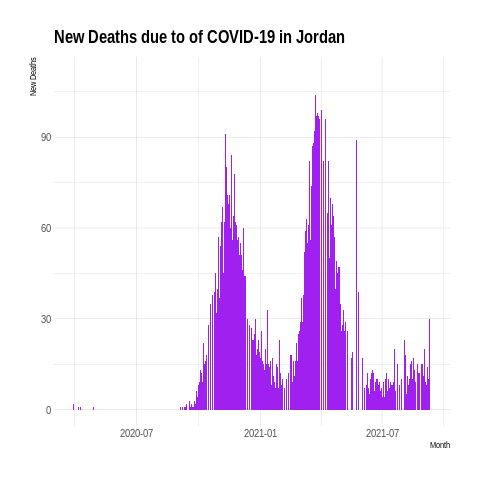 New Deaths due to of COVID-19 in Jordan
New Deaths
90
60
30
0
2020-07
2021-01
2021-07
Month